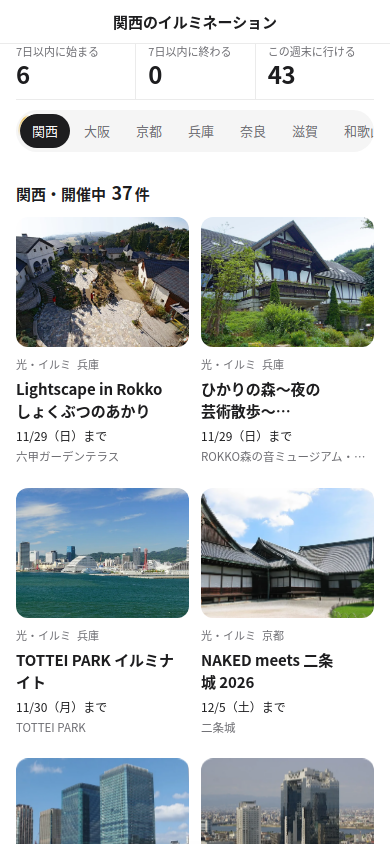 関西のイルミネーション
7日以内に始まる
6
7日以内に終わる
0
この週末に行ける
43
関西
大阪
京都
兵庫
奈良
滋賀
和歌
関西・開催中 37件
光・イルミ 兵庫
Lightscape in Rokko
しょくぶつのあかり
11/29（日）まで
六甲ガーデンテラス
光・イルミ 兵庫
ひかりの森〜夜の
芸術散歩〜…
11/29（日）まで
ROKKO森の音ミュージアム・…
光・イルミ 兵庫
TOTTEI PARK イルミナ
イト
11/30（月）まで
TOTTEI PARK
光・イルミ 京都
NAKED meets 二条
城 2026
12/5（土）まで
二条城